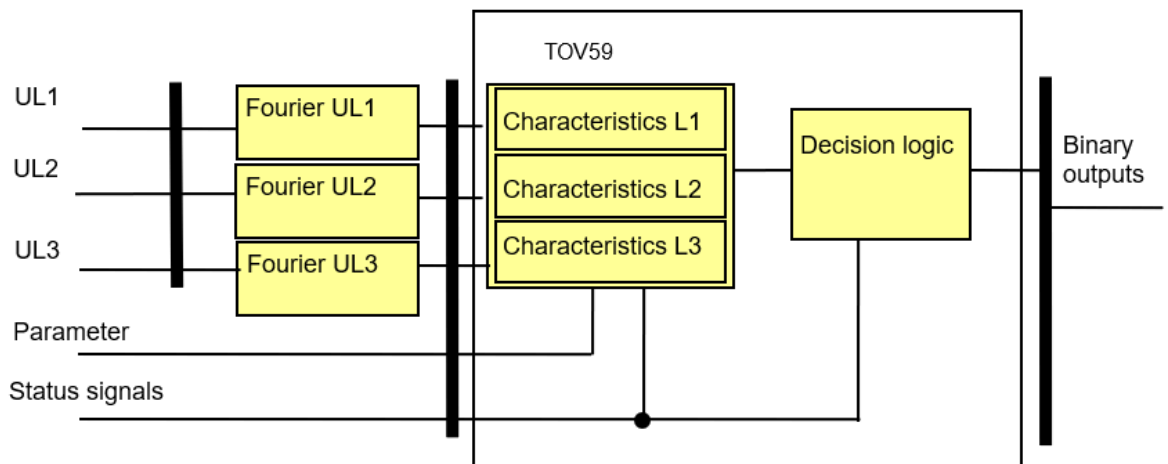 TOV59
UL1
Fourier UL1
Characteristics L1
Decision logic
Binary
outputs
UL2
Fourier UL2
Characteristics L2
UL3
Fourier UL3
Characteristics L3
Parameter
Status signals